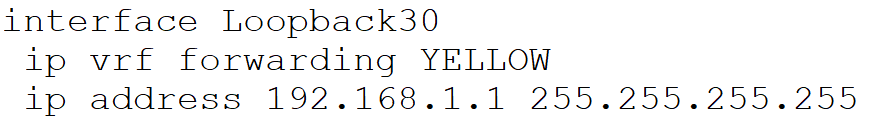 interface Loopback30
ip vrf forwarding YELLOW
ip address 192.168.1.1 255.255.255.255